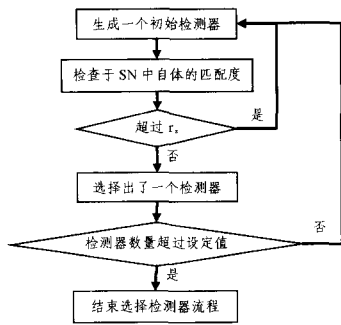 生成一个初始检测器
检查于 SN 中自体的匹配度
超过 rs
是
否
选择出了一个检测器
检测器数量超过设定值
否
是
结束选择检测器流程